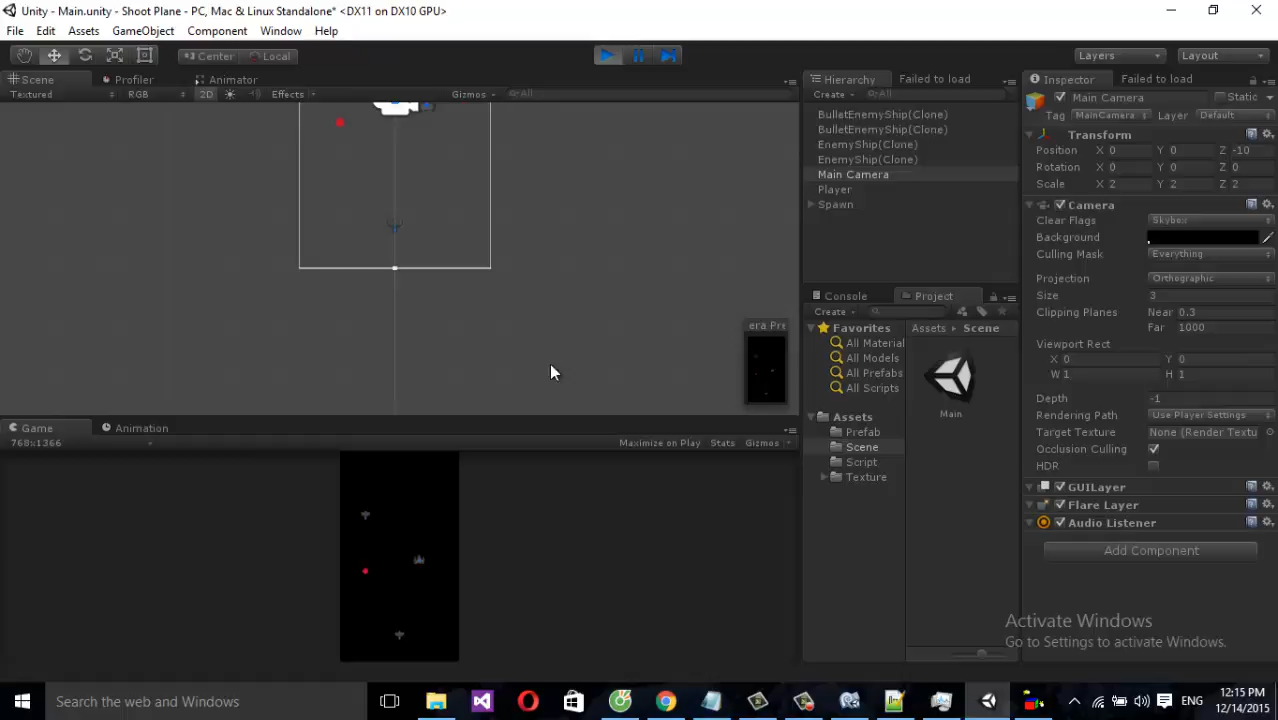 Unity - Main.unity - Shoot Plane - PC, Mac & Linux Standalone* <DX11 on DX10 GPU>
File Edit Assets GameObject Component Window Help
Center Local Layers Layout
Scene Profiler Animator
Textured RGB 2D Effects Gizmos All
Hierarchy Failed to load
Create All
BulletEnemyShip(Clone)
BulletEnemyShip(Clone)
EnemyShip(Clone)
EnemyShip(Clone)
Main Camera
Player
Spawn
Inspector Failed to load
Main Camera Static
Tag MainCamera Layer Default
Transform
Position X 0 Y 0 Z -10
Rotation X 0 Y 0 Z 0
Scale X 2 Y 2 Z 2
Camera
Clear Flags Skybox
Background
Culling Mask Everything
Projection Orthographic
Size 3
Clipping Planes Near 0.3
Far 1000
Viewport Rect
X 0 Y 0
W 1 H 1
Depth -1
Rendering Path Use Player Settings
Target Texture None (Render Textu
Occlusion Culling
HDR
GUILayer
Flare Layer
Audio Listener
Add Component
era Pre
Console Project
Create
Favorites
All Material
All Models
All Prefabs
All Scripts
Assets
Prefab
Scene
Script
Texture
Assets Scene
Main
Game Animation
768x1366 Maximize on Play Stats Gizmos
Activate Windows
Go to Settings to activate Windows.
Search the web and Windows
ENG
12:15 PM
12/14/2015